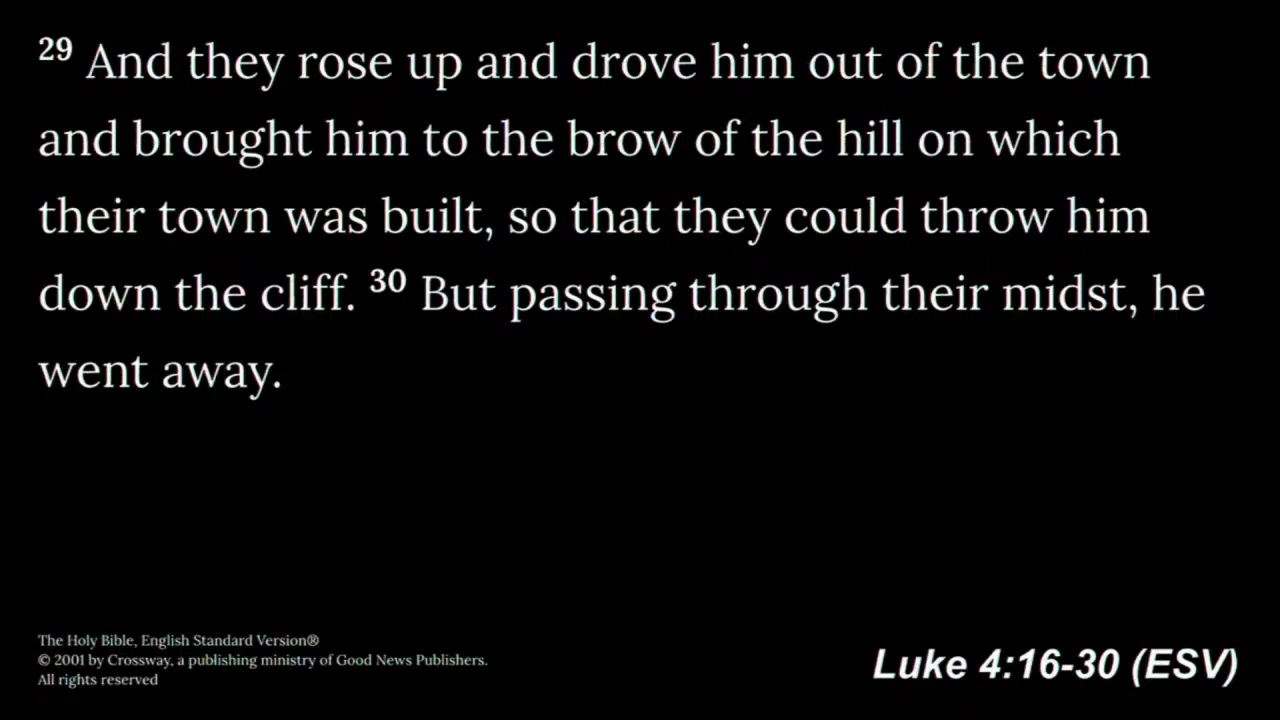 29 And they rose up and drove him out of the town
and brought him to the brow of the hill on which
their town was built, so that they could throw him
down the cliff. 30 But passing through their midst, he
went away.
The Holy Bible, English Standard Version®
© 2001 by Crossway, a publishing ministry of Good News Publishers.
All rights reserved
Luke 4:16-30 (ESV)